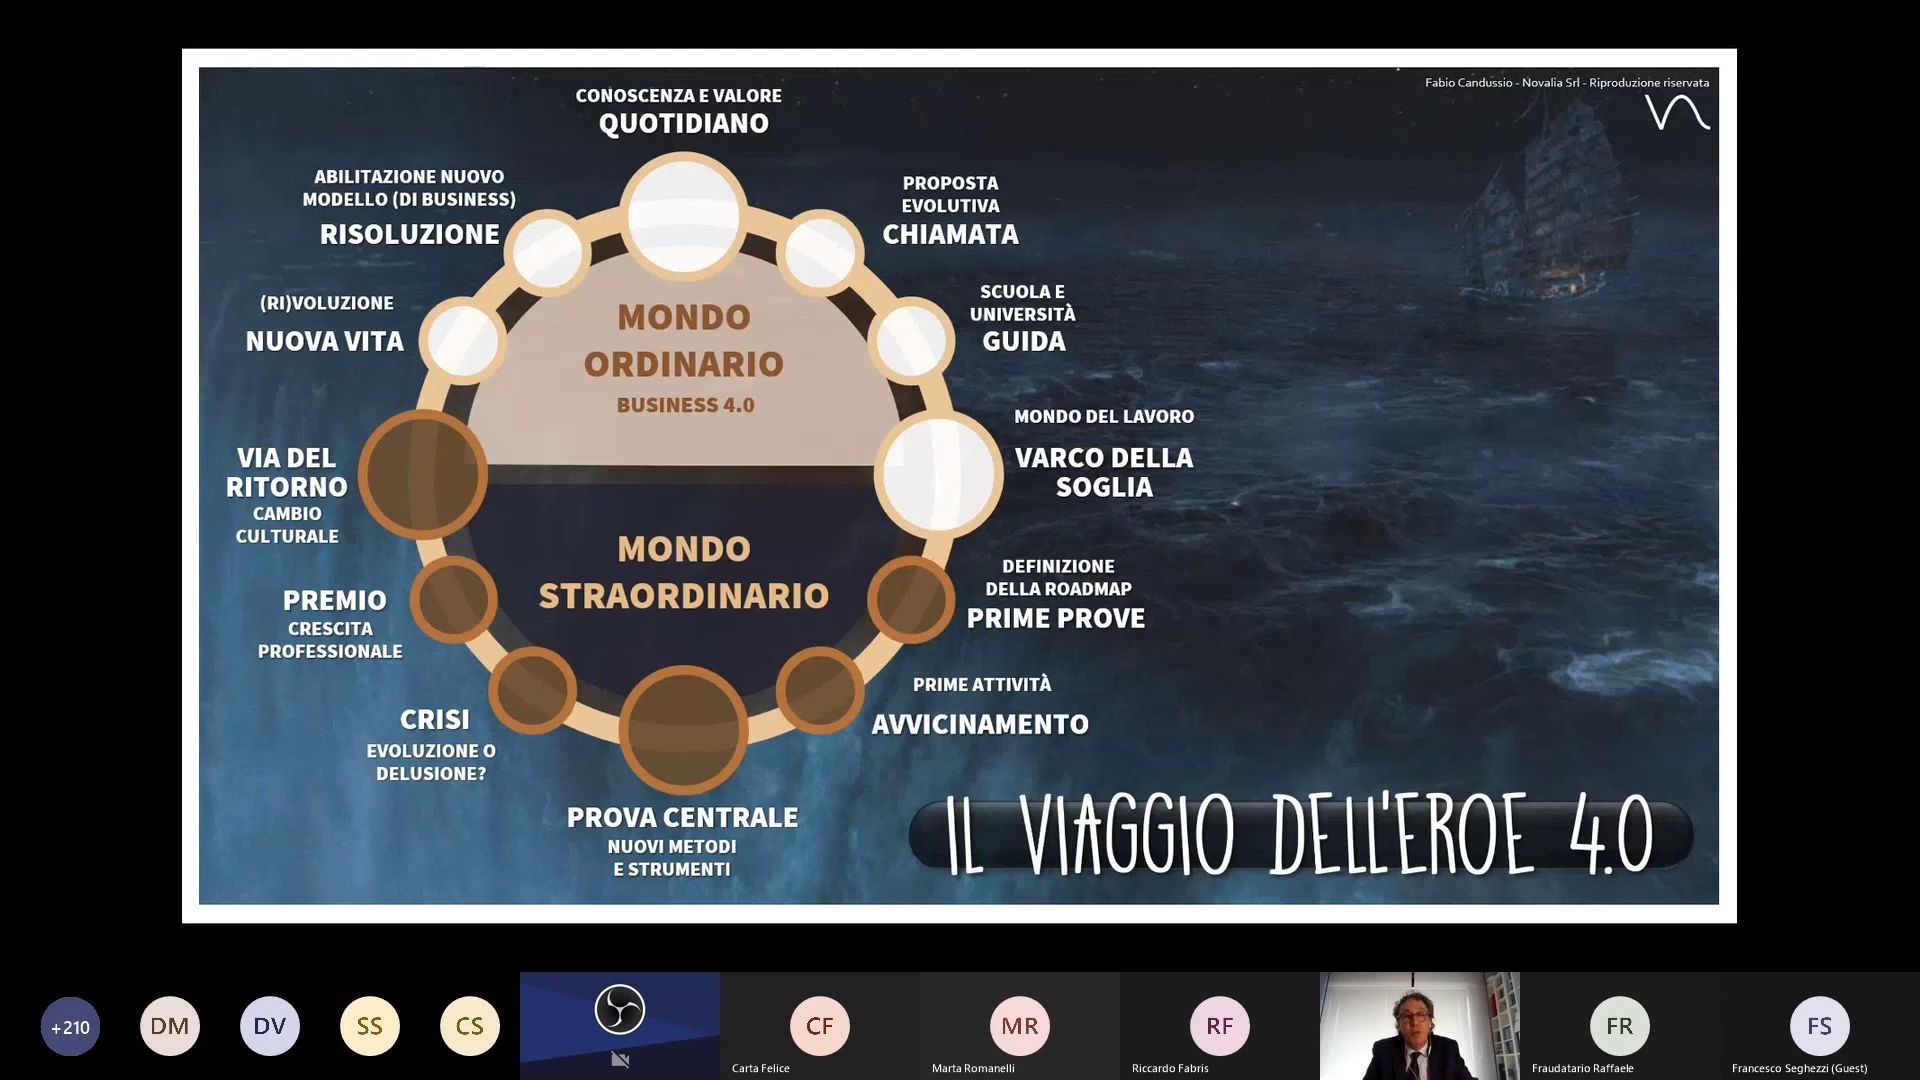 Fabio Candussio - Novalia Srl - Riproduzione riservata
CONOSCENZA E VALORE
QUOTIDIANO
PROPOSTA
EVOLUTIVA
CHIAMATA
SCUOLA E
UNIVERSITÀ
GUIDA
MONDO DEL LAVORO
VARCO DELLA
SOGLIA
DEFINIZIONE
DELLA ROADMAP
PRIME PROVE
PRIME ATTIVITÀ
AVVICINAMENTO
PROVA CENTRALE
NUOVI METODI
E STRUMENTI
CRISI
EVOLUZIONE O
DELUSIONE?
PREMIO
CRESCITA
PROFESSIONALE
VIA DEL
RITORNO
CAMBIO
CULTURALE
(RI)VOLUZIONE
NUOVA VITA
ABILITAZIONE NUOVO
MODELLO (DI BUSINESS)
RISOLUZIONE
MONDO
ORDINARIO
BUSINESS 4.0
MONDO
STRAORDINARIO
IL VIAGGIO DELL'EROE 4.0
+210
DM
DV
SS
CS
CF
Carta Felice
MR
Marta Romanelli
RF
Riccardo Fabris
FR
Fraudatario Raffaele
FS
Francesco Seghezzi (Guest)